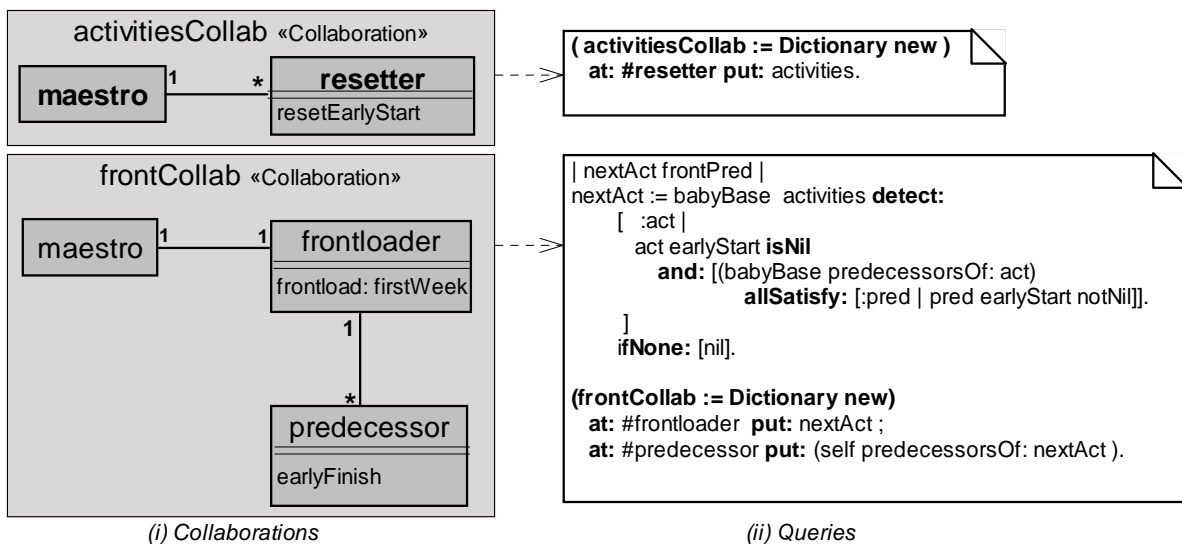 activitiesCollab «Collaboration»
maestro
1
*
resetter
resetEarlyStart
( activitiesCollab := Dictionary new )
at: #resetter put: activities.
frontCollab «Collaboration»
maestro
1
1
frontloader
frontload: firstWeek
1
*
predecessor
earlyFinish
| nextAct frontPred |
nextAct := babyBase activities detect:
[ :act |
act earlyStart isNil
and: [(babyBase predecessorsOf: act)
allSatisfy: [:pred | pred earlyStart notNil]].
]
ifNone: [nil].
(frontCollab := Dictionary new)
at: #frontloader put: nextAct ;
at: #predecessor put: (self predecessorsOf: nextAct ).
(i) Collaborations
(ii) Queries